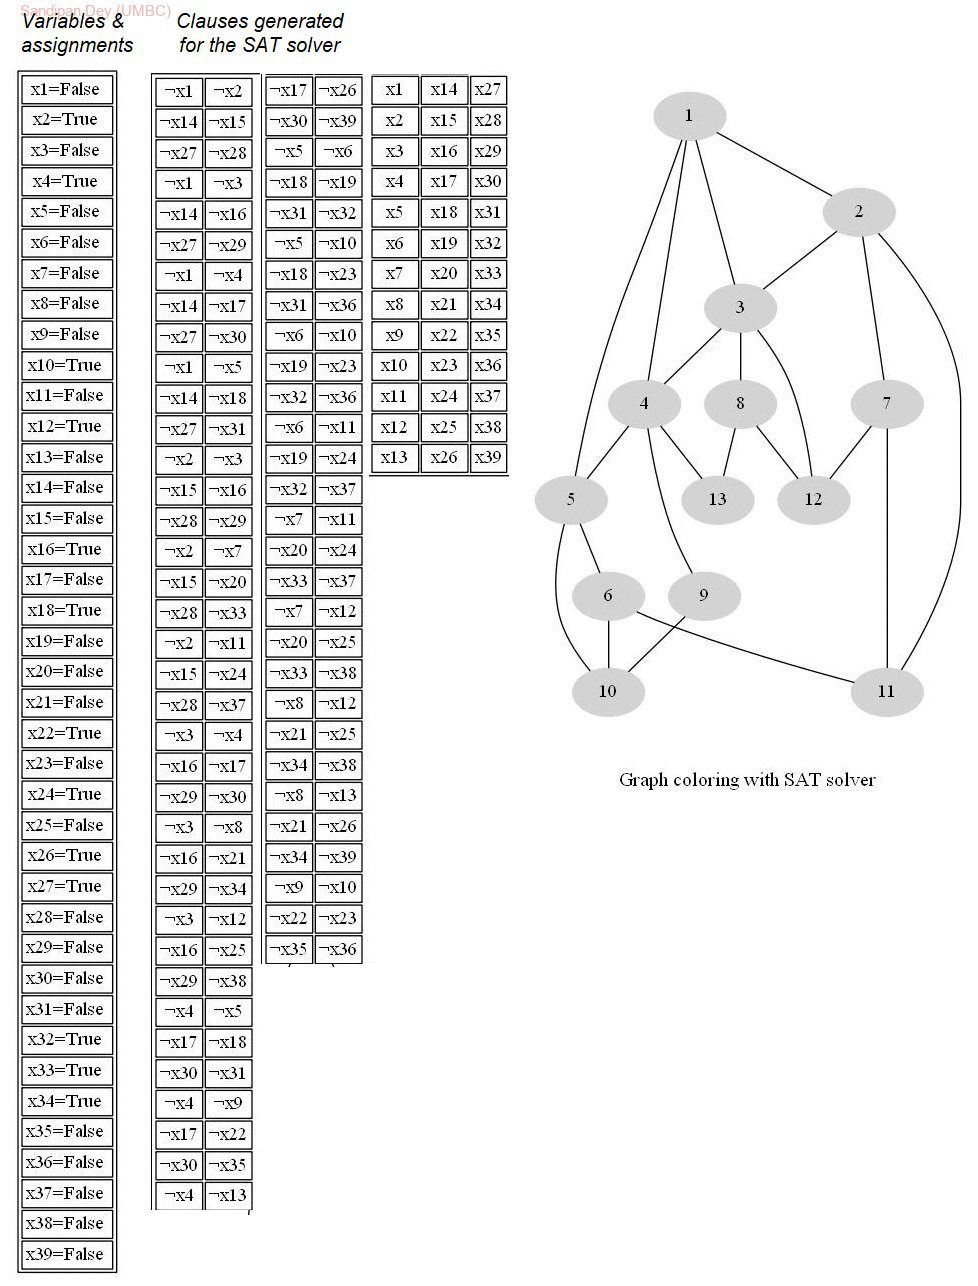 Sandipan Dey (UMBC)
Variables &
assignments
Clauses generated
for the SAT solver
x1=False
x2=True
x3=False
x4=True
x5=False
x6=False
x7=False
x8=False
x9=False
x10=True
x11=False
x12=True
x13=False
x14=False
x15=False
x16=True
x17=False
x18=True
x19=False
x20=False
x21=False
x22=True
x23=False
x24=True
x25=False
x26=True
x27=True
x28=False
x29=False
x30=False
x31=False
x32=True
x33=True
x34=True
x35=False
x36=False
x37=False
x38=False
x39=False
¬x1 ¬x2
¬x14 ¬x15
¬x27 ¬x28
¬x1 ¬x3
¬x14 ¬x16
¬x27 ¬x29
¬x1 ¬x4
¬x14 ¬x17
¬x27 ¬x30
¬x1 ¬x5
¬x14 ¬x18
¬x27 ¬x31
¬x2 ¬x3
¬x15 ¬x16
¬x28 ¬x29
¬x2 ¬x7
¬x15 ¬x20
¬x28 ¬x33
¬x2 ¬x11
¬x15 ¬x24
¬x28 ¬x37
¬x3 ¬x4
¬x16 ¬x17
¬x29 ¬x30
¬x3 ¬x8
¬x16 ¬x21
¬x29 ¬x34
¬x3 ¬x12
¬x16 ¬x25
¬x29 ¬x38
¬x4 ¬x5
¬x17 ¬x18
¬x30 ¬x31
¬x4 ¬x9
¬x17 ¬x22
¬x30 ¬x35
¬x4 ¬x13
¬x17 ¬x26
¬x30 ¬x39
¬x5 ¬x6
¬x18 ¬x19
¬x31 ¬x32
¬x5 ¬x10
¬x18 ¬x23
¬x31 ¬x36
¬x6 ¬x10
¬x19 ¬x23
¬x32 ¬x36
¬x6 ¬x11
¬x19 ¬x24
¬x32 ¬x37
¬x7 ¬x11
¬x20 ¬x24
¬x33 ¬x37
¬x7 ¬x12
¬x20 ¬x25
¬x33 ¬x38
¬x8 ¬x12
¬x21 ¬x25
¬x34 ¬x38
¬x8 ¬x13
¬x21 ¬x26
¬x34 ¬x39
¬x9 ¬x10
¬x22 ¬x23
¬x35 ¬x36
x1 x14 x27
x2 x15 x28
x3 x16 x29
x4 x17 x30
x5 x18 x31
x6 x19 x32
x7 x20 x33
x8 x21 x34
x9 x22 x35
x10 x23 x36
x11 x24 x37
x12 x25 x38
x13 x26 x39
1
2
3
4 8 7
5 13 12
6 9
10 11
Graph coloring with SAT solver